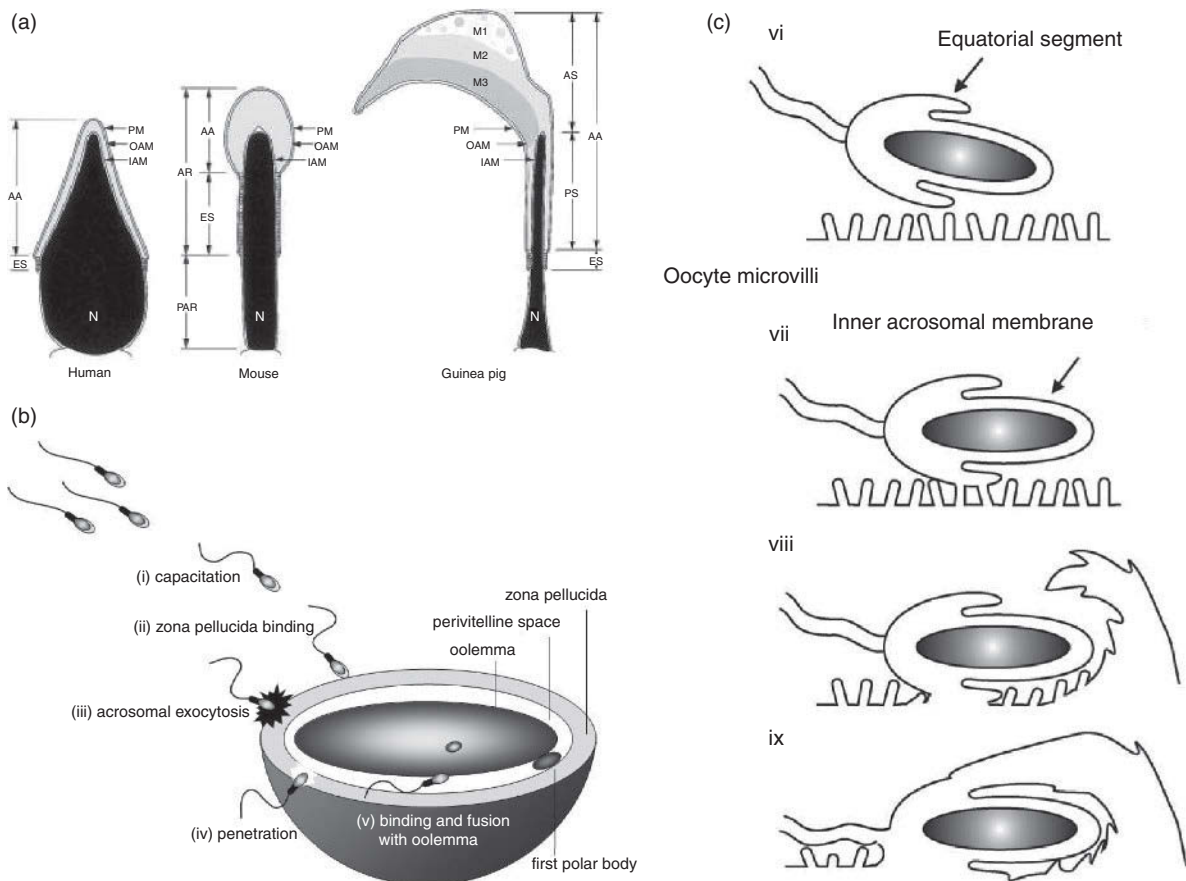 (a)
AA
ES
PM
OAM
IAM
N
Human
AR
AA
ES
PAR
PM
OAM
IAM
N
Mouse
M1
M2
M3
PM
OAM
IAM
AS
PS
AA
ES
N
Guinea pig
(b)
(i) capacitation
(ii) zona pellucida binding
(iii) acrosomal exocytosis
(iv) penetration
(v) binding and fusion
with oolemma
zona pellucida
perivitelline space
oolemma
first polar body
(c)
vi
Equatorial segment
Oocyte microvilli
vii
Inner acrosomal membrane
viii
ix